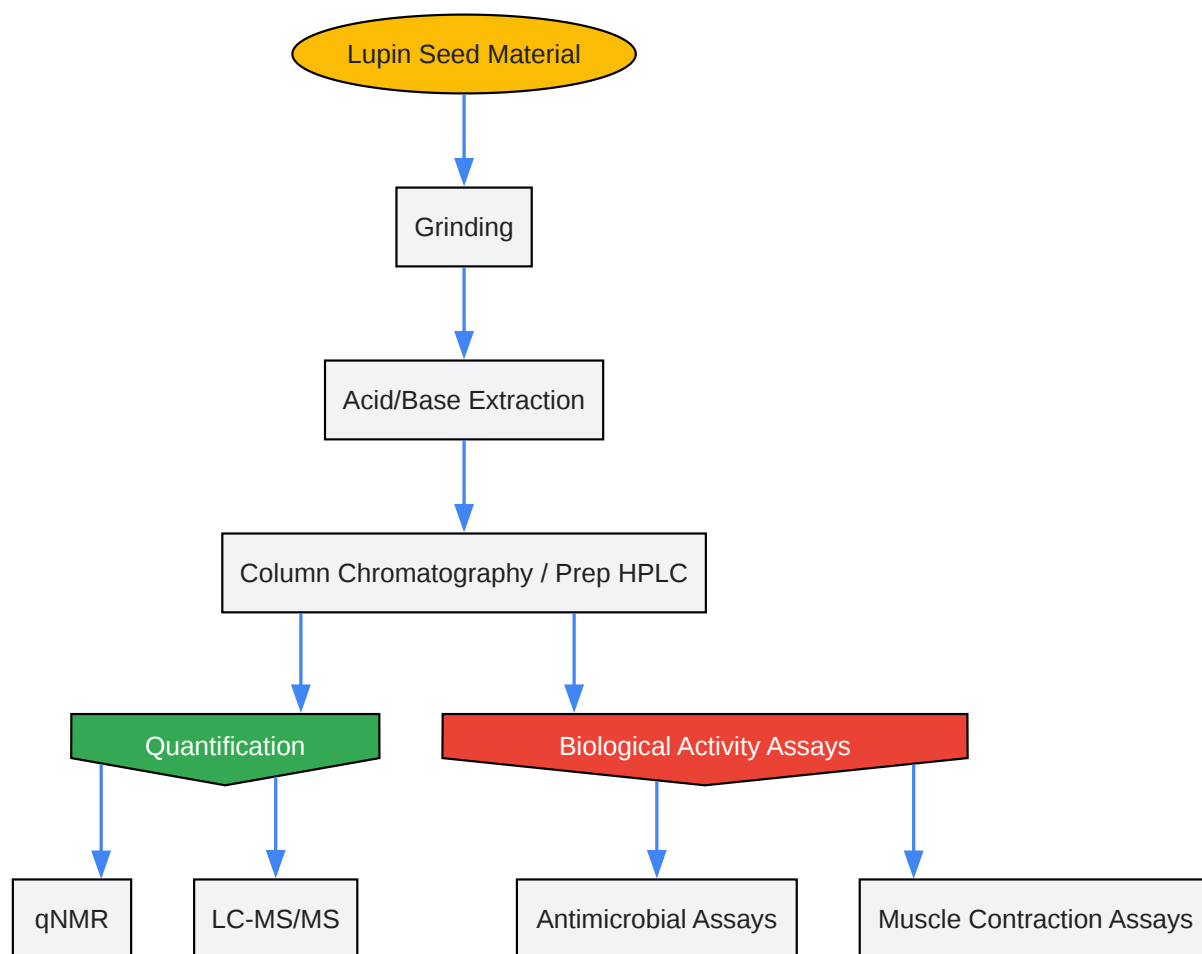 Lupin Seed Material
Grinding
Acid/Base Extraction
Column Chromatography / Prep HPLC
Quantification
Biological Activity Assays
qNMR
LC-MS/MS
Antimicrobial Assays
Muscle Contraction Assays